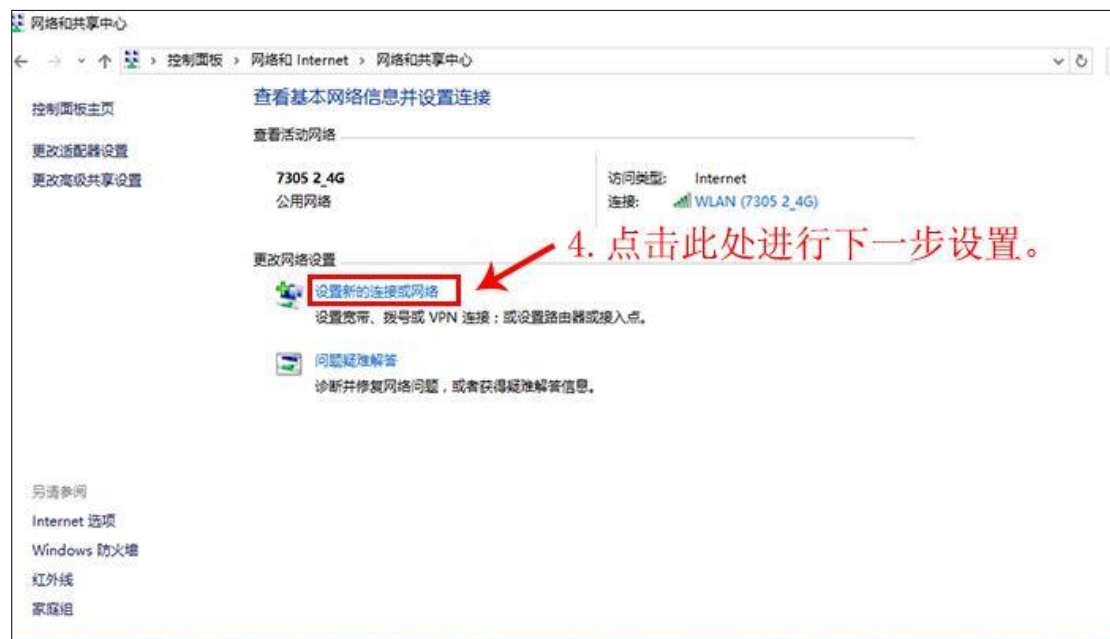 网络和共享中心
控制面板 › 网络和 Internet › 网络和共享中心
控制面板主页
更改适配器设置
更改高级共享设置
查看基本网络信息并设置连接
查看活动网络
7305 2_4G
公用网络
访问类型: Internet
连接: WLAN (7305 2_4G)
4. 点击此处进行下一步设置。
更改网络设置
设置新的连接或网络
设置宽带、拨号或 VPN 连接；或设置路由器或接入点。
问题疑难解答
诊断并修复网络问题，或者获得疑难解答信息。
另请参阅
Internet 选项
Windows 防火墙
红外线
家庭组